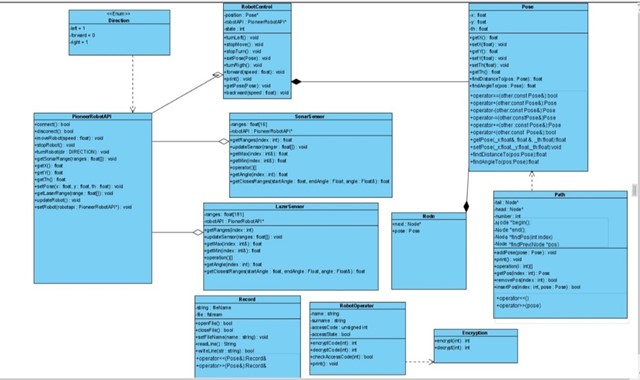 <<Enum>>
Direction
-left = 1
-forward = 0
-right = 1
RobotControl
-position : Pose*
-robotAPI : PioneerRobotAPI*
-state : int
+turnLeft() : void
+stopMove() : void
+stopTurn() : void
+setPose(Pose) : void
+turnRigth() : void
+forward(speed : float) : void
+print() : void
+getPose(Pose) : void
+backward(speed : float) : void
Pose
-x : float
-y : float
-th : float
+getX() : float
+setX(float) : void
+getY() : float
+setY(float) : void
+setTh(float) : void
+getTh() : float
+findDistanceTo(pos: Pose) : float
+findAngleTo(pos : Pose) : float
+operator==(other:const Pose&):bool
+operator+(other:const Pose&):Pose
+operator-(other:constPose&):Pose
+operator+=(other:const Pose&):Pose
+operator-=(other:const Pose&):Pose
+operator<(other:const Pose&):bool
+getPose(_x:float&, float & ,_th:float):float
+setPose(_x:float,_y:float,_th:float):void
+findDistanceTo(pos:Pose):float
+findAngleTo(pos:Pose):float
PioneerRobotAPI
+connect() : bool
+disconnect() : bool
+moveRobot(speed : float) : void
+stopRobot() : void
+turnRobot(dir : DIRECTION) : void
+getSonarRange(ranges : float[]) : void
+getX() : float
+getY() : float
+getTh() : float
+setPose(x : float, y : float, th : float) : void
+getLaserRange(ranges : float[]) : void
+updateRobot() : void
+setRobot(robotapi : PioneerRobotAPI*) : void
SonarSensor
-ranges : float[16]
-robotAPI : PioneerRobotAPI*
+getRanges(index : int) : float
+updateSensor(ranges : float[]) : void
+getMax(index : int&) : float
+getMin(index : int&) : float
+operator[]
+getAngle(index : int) : float
+getClosestRanges(startAngle : float, endAngle : Float, angle : Float&) : float
LazerSensor
-ranges : float[181]
-robotAPI : PioneerRobotAPI*
+getRanges(index : int) : float
+updateSensor(ranges : float[]) : void
+getMax(index : int&) : float
+getMin(index : int&) : float
+operation[]()
+getAngle(index : int) : float
+getClosestRanges(startAngle : float, endAngle : Float, angle : Float&) : float
Node
+next : Node*
+pose : Pose
Path
-tail : Node*
-head : Node*
-number : int
-Node *begin();
-Node *end();
-Node *findPos(int index)
-Node *findPrev(Node *pos)
+addPose(pose : Pose) : void
+print() : void
+operation[ : int]()
+getPos(index : int) : Pose
+removePos(index : int) : bool
+insertPos(index : int, pose : Pose) : bool
+operator<<()
+operator>>(pose)
Record
-string : fileName
-file : fstream
+openFile() : bool
+closeFile() : bool
+setFileName(name : string) : void
+readLine() : String
+writeLine(str : string) : bool
+operator<<(Pose&):Record&
+operator>>(Pose&):Record&
RobotOperator
-name : string
-surname : string
-accessCode : unsigned int
-accessState : bool
+encryptCode(int) : int
+decryptCode(int) : int
+checkAccessCode(int) : bool
+print() : void
Encryption
+encrypt(int) : int
+decrypt(int) : int